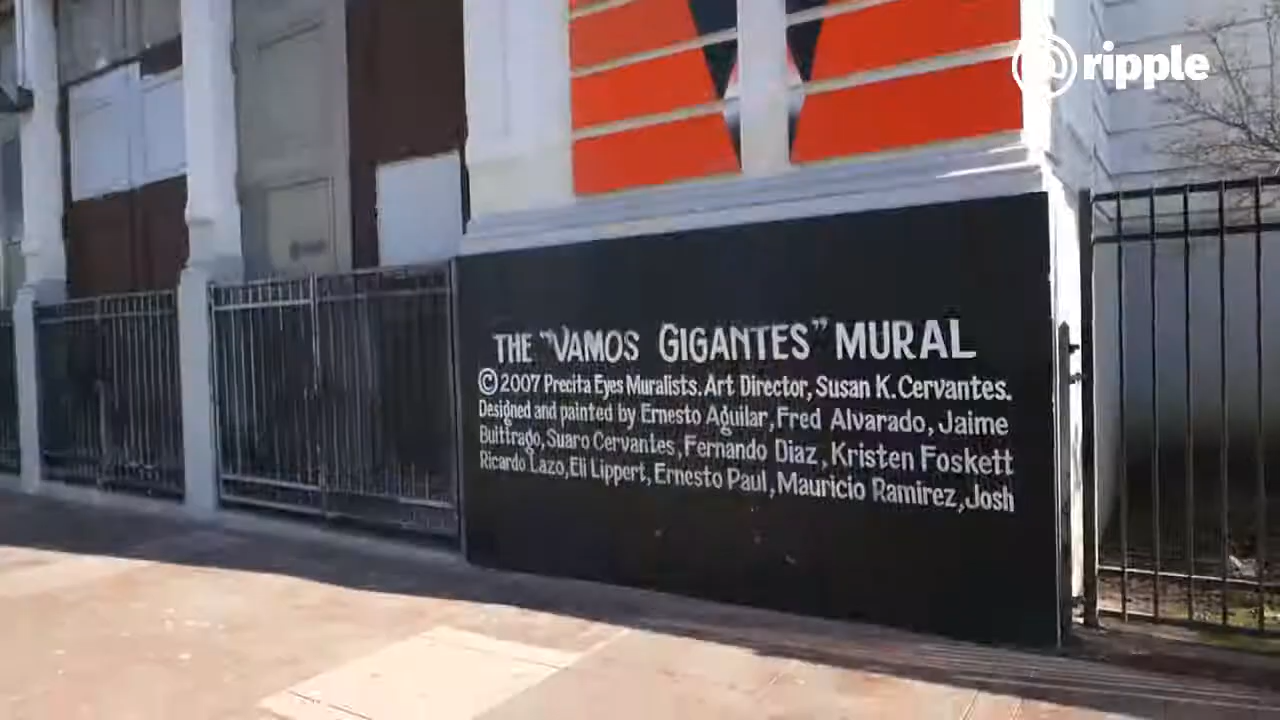 ripple
THE "VAMOS GIGANTES" MURAL
© 2007 Precita Eyes Muralists. Art Director, Susan K. Cervantes.
Designed and painted by Ernesto Aguilar, Fred Alvarado, Jaime
Buitrago, Suaro Cervantes, Fernando Diaz, Kristen Foskett
Ricardo Lazo, Eli Lippert, Ernesto Paul, Mauricio Ramirez, Josh